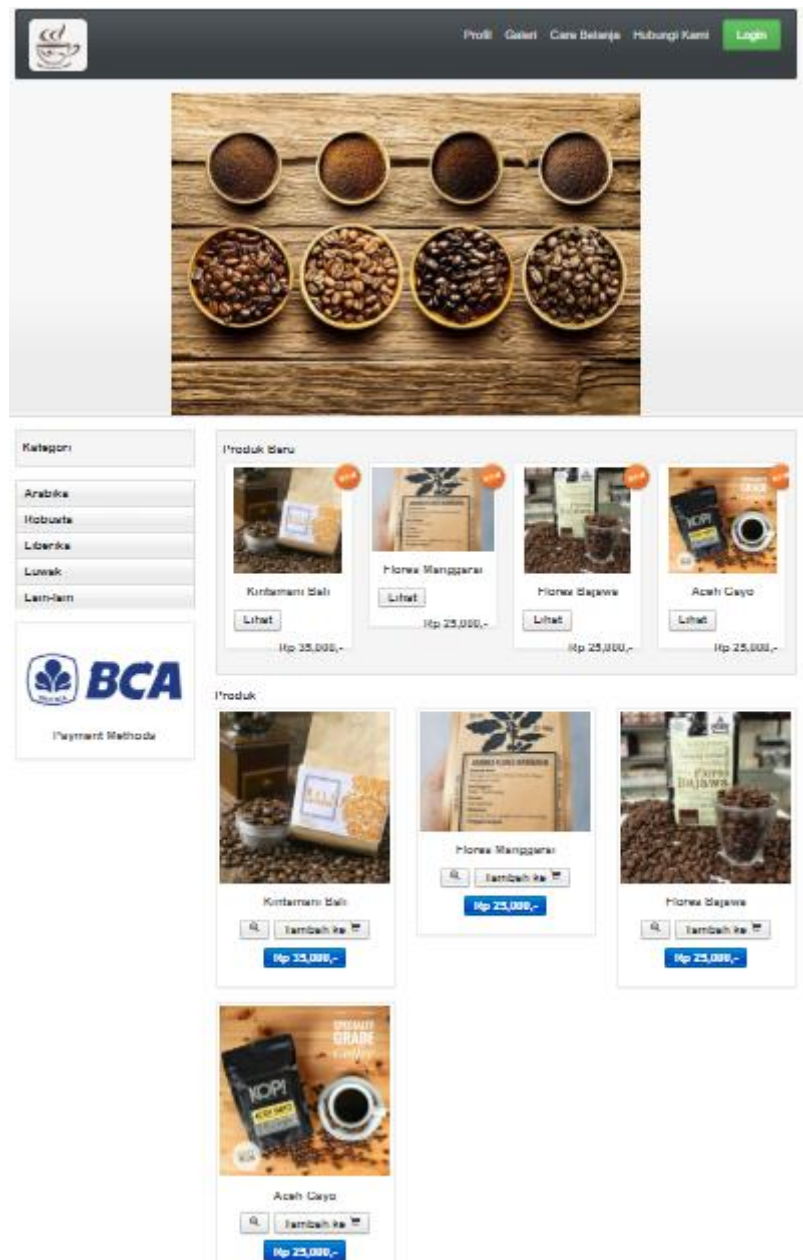 Profil Galeri Cara Belanja Hubungi Kami Login
Kategori
Arabika
Robusta
Liberika
Luwak
Lain-lain
BCA
Payment Methods
Produk Baru
Kintamani Bali
Lihat
Rp 35,000,-
Flores Manggarai
Lihat
Rp 25,000,-
Flores Bajawa
Lihat
Rp 25,000,-
Aceh Gayo
Lihat
Rp 25,000,-
Produk
Kintamani Bali
Tambah ke
Rp 35,000,-
Flores Manggarai
Tambah ke
Rp 25,000,-
Flores
Bajawa
Flores Bajawa
Tambah ke
Rp 25,000,-
SPECIALTY
GRADE
Coffee
KOPI
Aceh Gayo
Tambah ke
Rp 25,000,-